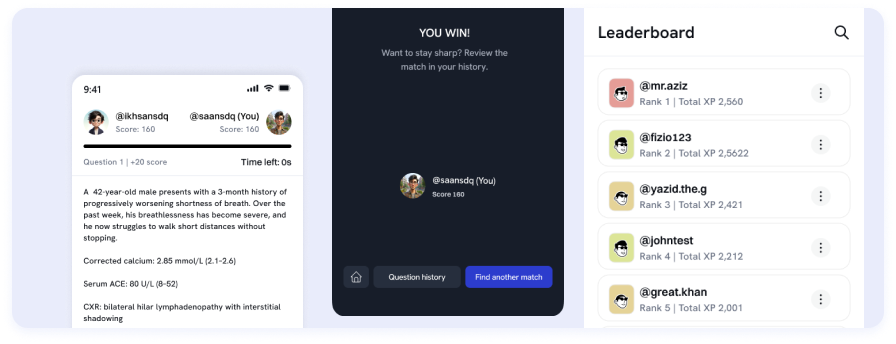 9:41
@ikhsansdq
Score: 160
@saansdq (You)
Score: 160
Question 1 | +20 score
Time left: 0s
A 42-year-old male presents with a 3-month history of
progressively worsening shortness of breath. Over the
past week, his breathlessness has become severe, and
he now struggles to walk short distances without
stopping.
Corrected calcium: 2.85 mmol/L (2.1–2.6)
Serum ACE: 80 U/L (8–52)
CXR: bilateral hilar lymphadenopathy with interstitial
shadowing
YOU WIN!
Want to stay sharp? Review the
match in your history.
@saansdq (You)
Score 160
Question history
Find another match
Leaderboard
@mr.aziz
Rank 1 | Total XP 2,560
@fizio123
Rank 2 | Total XP 2,5622
@yazid.the.g
Rank 3 | Total XP 2,421
@johntest
Rank 4 | Total XP 2,212
@great.khan
Rank 5 | Total XP 2,001